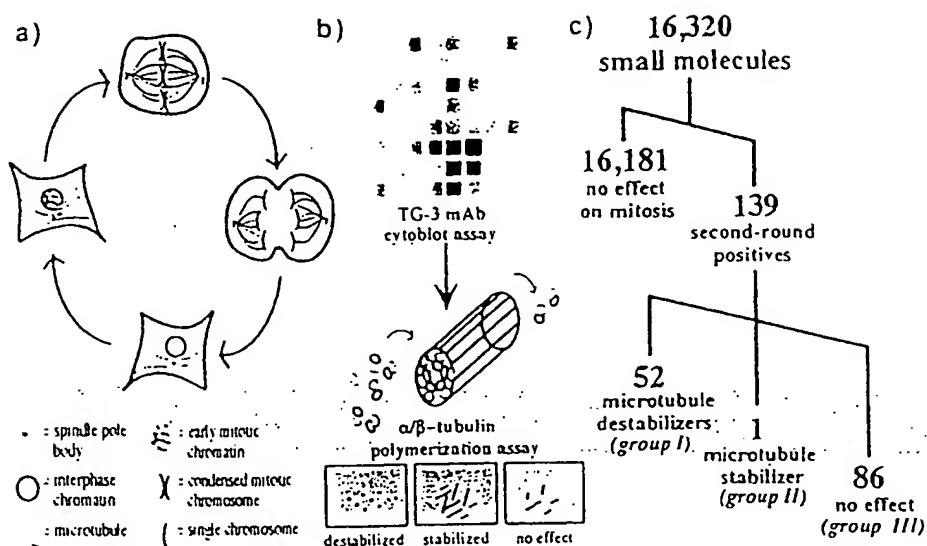 a)
: spindle pole
body
: interphase
chromatin
: microtubule
: early mitotic
chromatin
: condensed mitotic
chromosome
: single chromosome
b)
TG-3 mAb
cytoblot assay
α/β-tubulin
polymerization assay
destabilized
stabilized
no effect
c)
16,320
small molecules
16,181
no effect
on mitosis
139
second-round
positives
52
microtubule
destabilizers
(group I)
1
microtubule
stabilizer
(group II)
86
no effect
(group III)